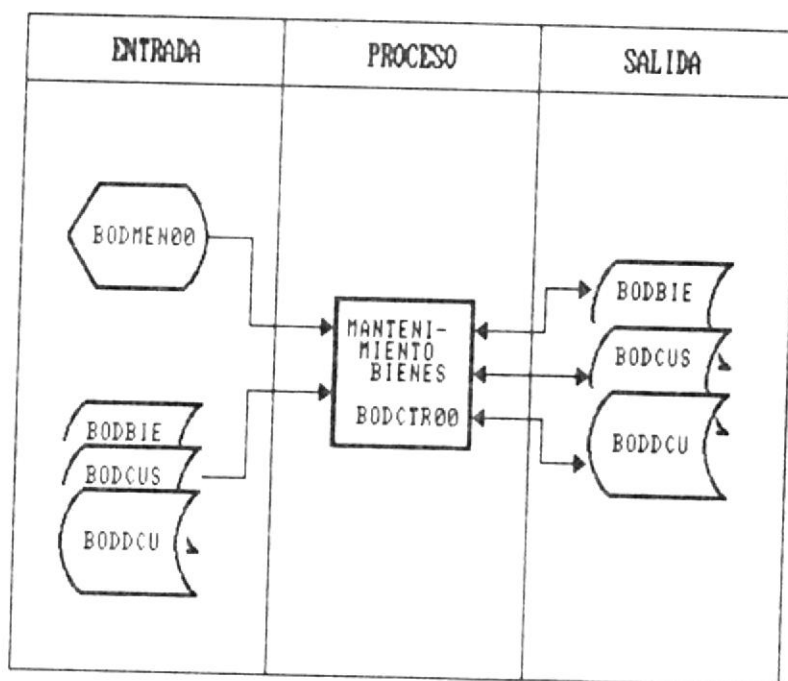 ENTRADA
PROCESO
SALIDA
BODMEN00
BODBIE
BODCUS
BODDCU
MANTENI-
MIENTO
BIENES
BODCTR00
BODBIE
BODCUS
BODDCU